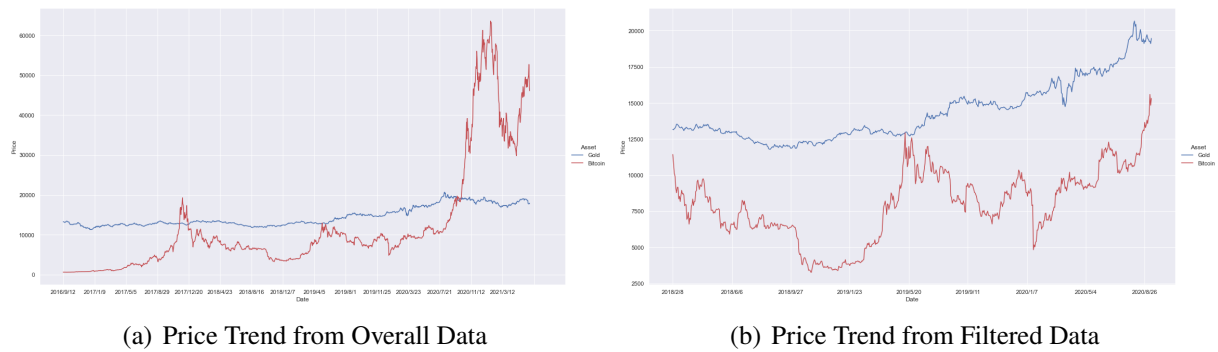 60000
50000
40000
30000
20000
10000
0
Price
2016/9/12 2017/1/3 2017/5/5 2017/8/29 2017/12/20 2018/4/23 2018/8/16 2018/12/7 2019/4/5 2019/8/1 2019/11/25 2020/3/23 2020/7/21 2020/11/12 2021/3/12
Date
Asset
Gold
Bitcoin
(a) Price Trend from Overall Data
20000
17500
15000
12500
10000
7500
5000
2500
Price
2018/2/8 2018/6/6 2018/9/27 2019/1/23 2019/5/20 2019/9/11 2020/1/7 2020/5/4 2020/8/26
Date
Asset
Gold
Bitcoin
(b) Price Trend from Filtered Data